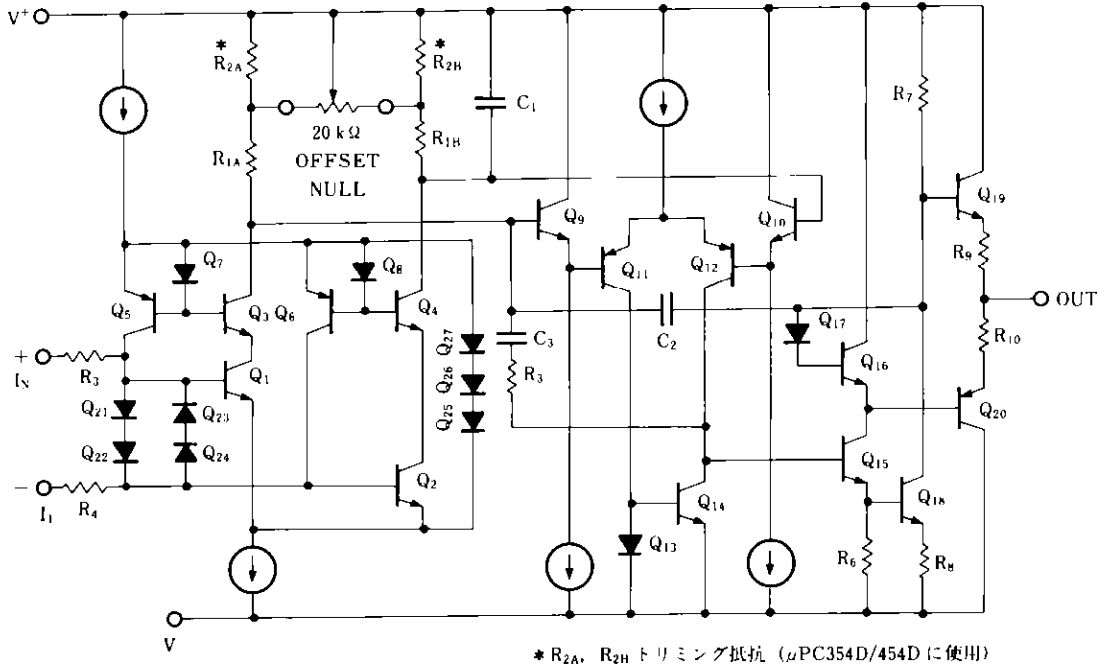 V⁺
* R2A
* R2H
C₁
R₇
20 kΩ
OFFSET
NULL
R1A
R1H
Q₉
Q₁₀
Q₁₉
Q₇
Q₈
Q₁₁
Q₁₂
R₉
Q₅
Q₃
Q₆
Q₄
OUT
Q₂₇
C₃
C₂
Q₁₇
Q₁₆
R₁₀
+
IN
R₃
Q₁
Q₂₆
R₃
Q₂₀
Q₂₁
Q₂₃
Q₂₅
Q₂₂
Q₂₄
Q₁₅
−
I₁
R₄
Q₂
Q₁₄
Q₁₈
Q₁₃
R₆
R₈
V
* R2A, R2H トリミング抵抗 (μPC354D/454D に使用)